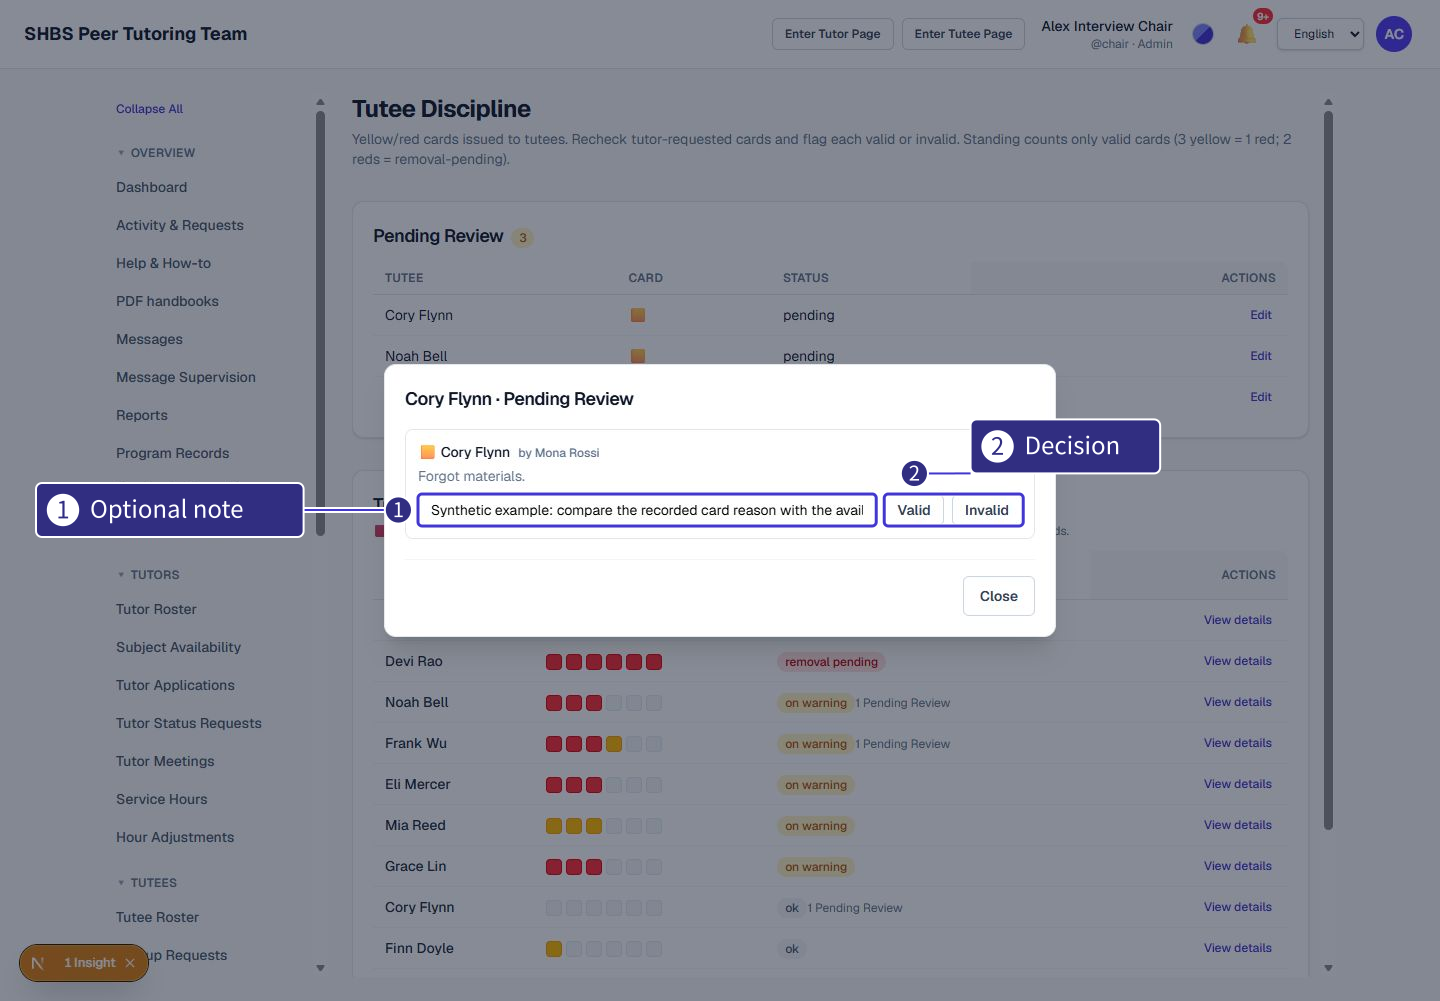 SHBS Peer Tutoring Team
Enter Tutor Page
Enter Tutee Page
Alex Interview Chair
@chair · Admin
9+
English
AC
Collapse All
OVERVIEW
Dashboard
Activity & Requests
Help & How-to
PDF handbooks
Messages
Message Supervision
Reports
Program Records
TUTORS
Tutor Roster
Subject Availability
Tutor Applications
Tutor Status Requests
Tutor Meetings
Service Hours
Hour Adjustments
TUTEES
Tutee Roster
up Requests
N 1 Insight
Tutee Discipline
Yellow/red cards issued to tutees. Recheck tutor-requested cards and flag each valid or invalid. Standing counts only valid cards (3 yellow = 1 red; 2
reds = removal-pending).
Pending Review 3
TUTEE CARD STATUS ACTIONS
Cory Flynn pending Edit
Noah Bell pending Edit
Edit
Cory Flynn · Pending Review
Cory Flynn by Mona Rossi
Forgot materials.
Synthetic example: compare the recorded card reason with the avail
Valid
Invalid
Close
1 Optional note
1
2 Decision
2
ds.
ACTIONS
View details
Devi Rao removal pending View details
Noah Bell on warning 1 Pending Review View details
Frank Wu on warning 1 Pending Review View details
Eli Mercer on warning View details
Mia Reed on warning View details
Grace Lin on warning View details
Cory Flynn ok 1 Pending Review View details
Finn Doyle ok View details